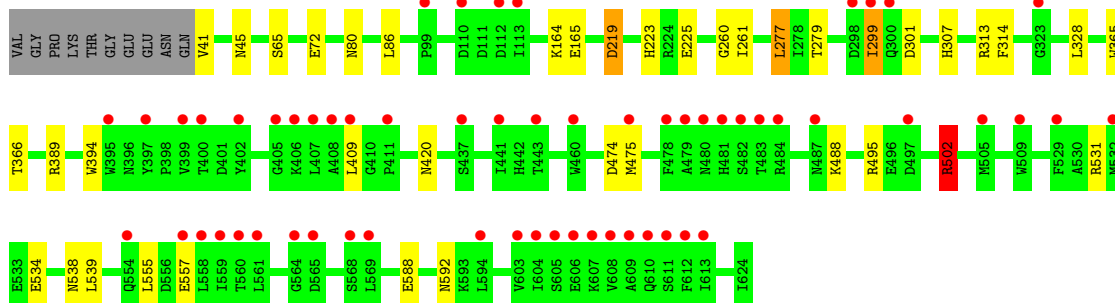 VAL GLY PRO LYS THR GLY GLU GLU ASN GLN V41 N45 S65 E72 N80 L86 P99 D110 D111 D112 I113 K164 E165 D219 H223 R224 E225 G260 I261 L277 I278 T279 D298 I299 Q300 D301 H307 R313 F314 G323 L328 W365
T366 R389 W394 W395 N396 Y397 P398 V399 T400 D401 Y402 G405 K406 L407 A408 L409 G410 P411 N420 S437 I441 H442 T443 W460 D474 M475 F478 A479 N480 H481 S482 T483 R484 N487 K488 R495 E496 D497 R502 M505 W509 F529 A530 R531 M532
E533 E534 N538 L539 Q554 L555 D556 E557 L558 I559 T560 L561 G564 D565 S568 L569 E588 N592 K593 L594 V603 I604 S605 E606 K607 V608 A609 Q610 S611 F612 I613 I624